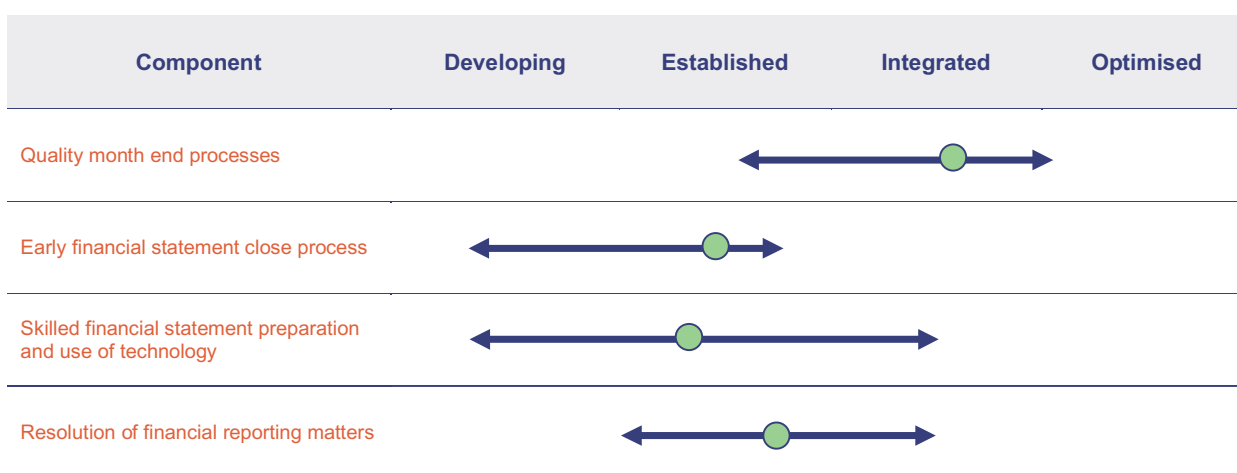 Component Developing Established Integrated Optimised
Quality month end processes
Early financial statement close process
Skilled financial statement preparation
and use of technology
Resolution of financial reporting matters